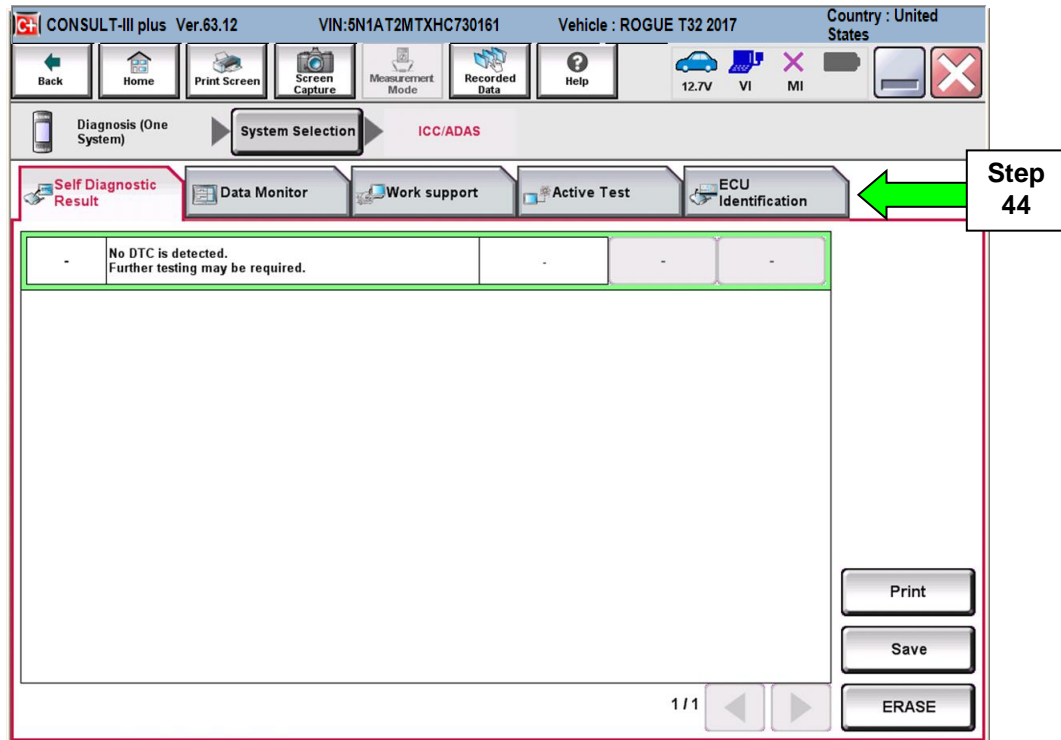 C+ CONSULT-III plus Ver.63.12 VIN:5N1AT2MTXHC730161 Vehicle : ROGUE T32 2017 Country : United
States
Back Home Print Screen Screen
Capture Measurement
Mode Recorded
Data Help 12.7V VI MI
Diagnosis (One
System) System Selection ICC/ADAS
Step
44
Self Diagnostic
Result Data Monitor Work support Active Test ECU
Identification
- No DTC is detected.
Further testing may be required. - - -
Print
Save
1/1 ERASE